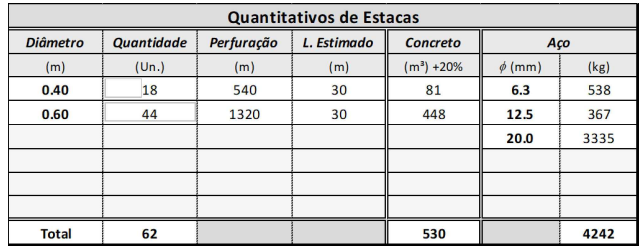 Quantitativos de Estacas
Diâmetro Quantidade Perfuração L. Estimado Concreto Aço
(m) (Un.) (m) (m) (m³) +20% ϕ (mm) (kg)
0.40 18 540 30 81 6.3 538
0.60 44 1320 30 448 12.5 367
20.0 3335
Total 62 530 4242